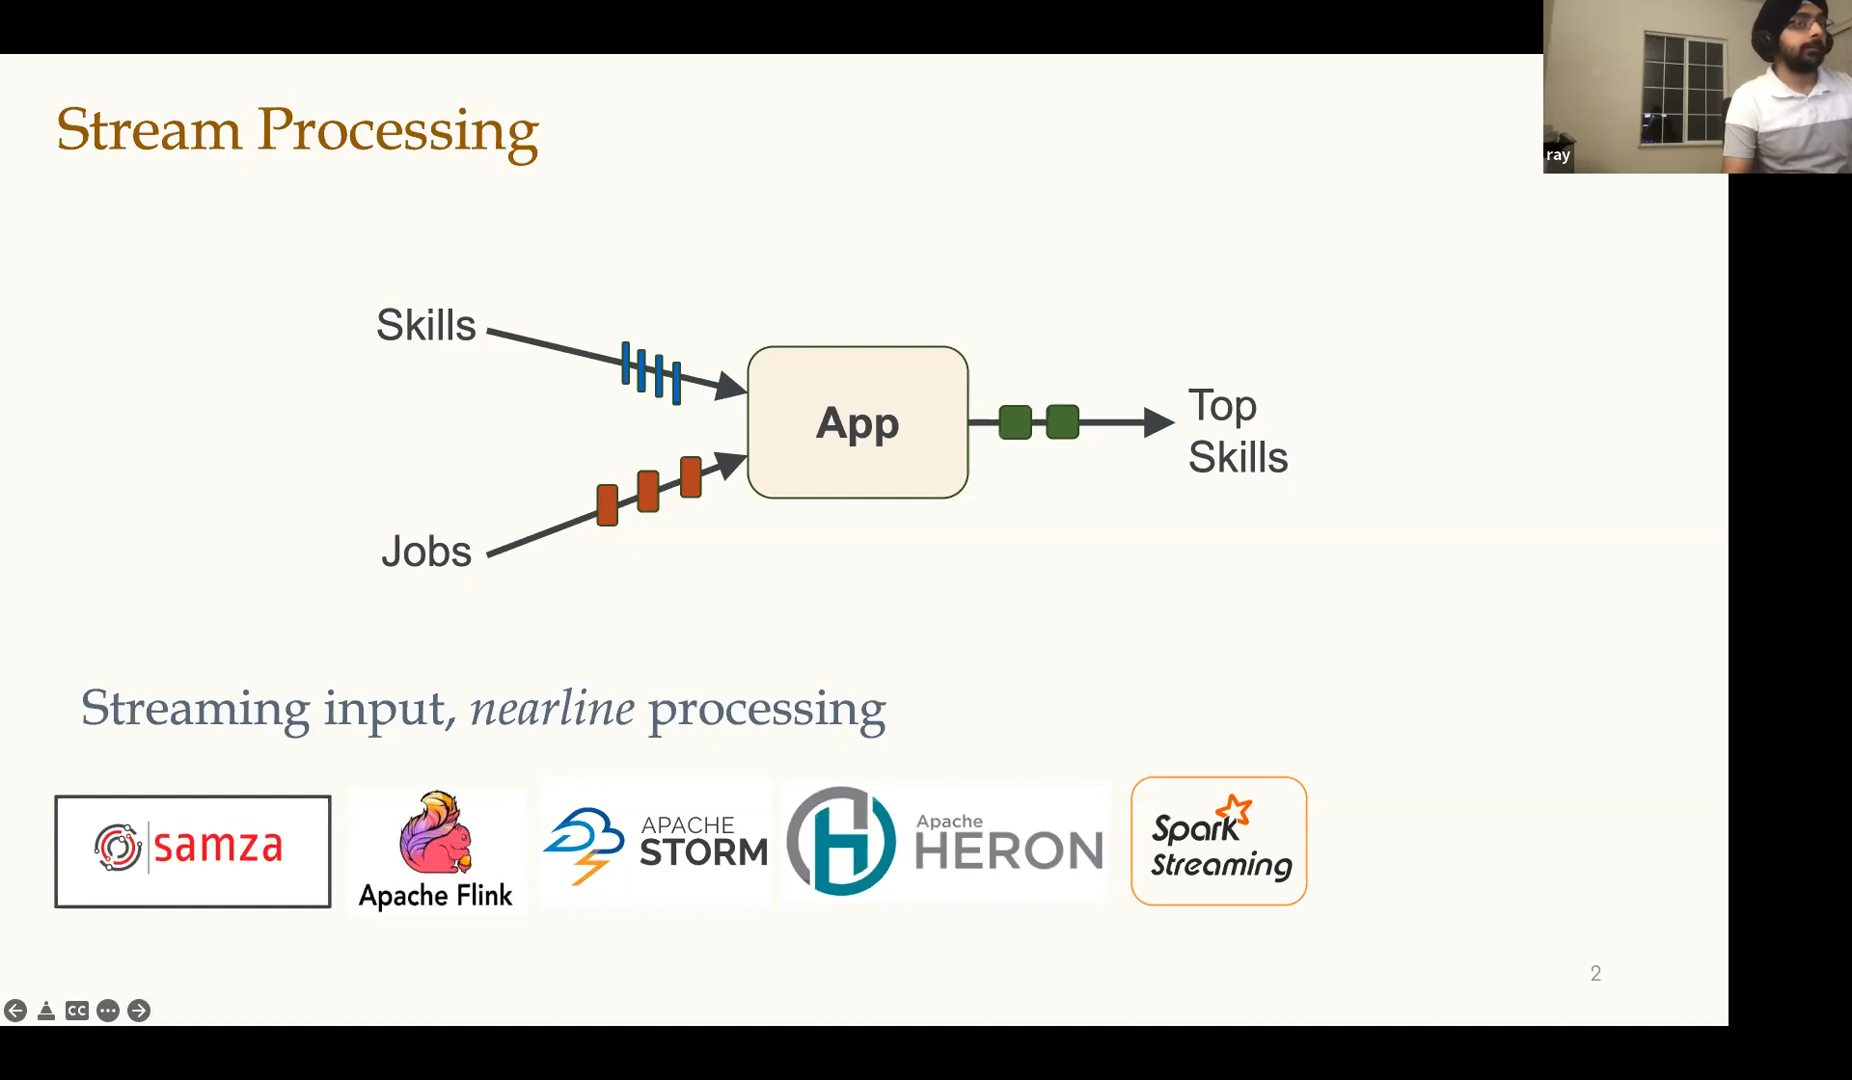 Stream Processing
ray
Skills
App
Top
Skills
Jobs
Streaming input, nearline processing
samza
Apache Flink
APACHE
STORM
Apache
HERON
Spark
Streaming
2
CC